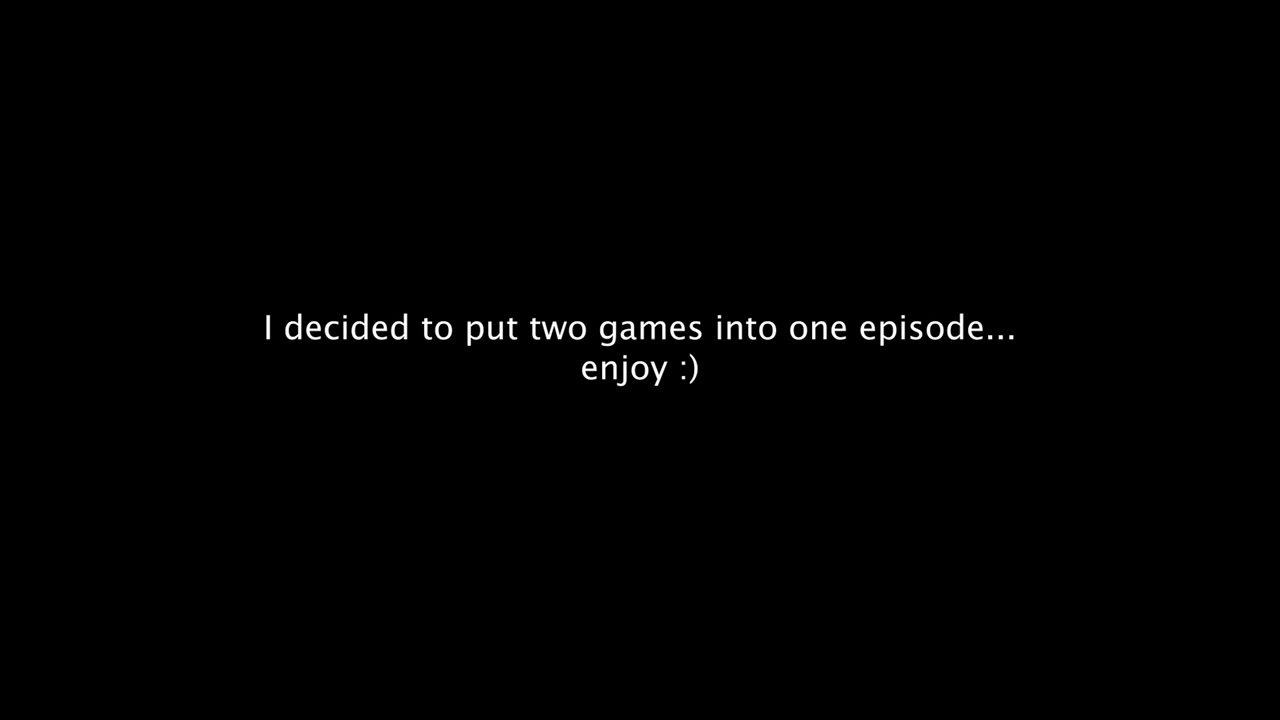 I decided to put two games into one episode...
enjoy :)